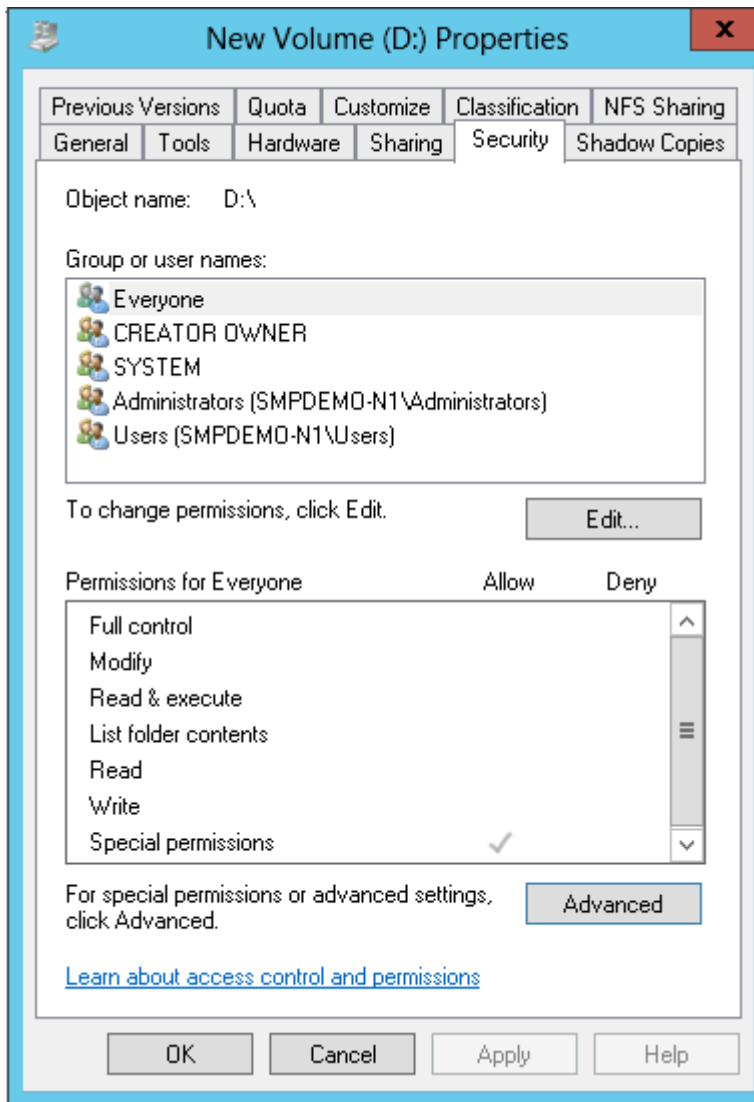 New Volume (D:) Properties
x
Previous Versions Quota Customize Classification NFS Sharing
General Tools Hardware Sharing Security Shadow Copies
Object name: D:\
Group or user names:
Everyone
CREATOR OWNER
SYSTEM
Administrators (SMPDEMO-N1\Administrators)
Users (SMPDEMO-N1\Users)
To change permissions, click Edit.
Edit...
Permissions for Everyone Allow Deny
Full control
Modify
Read & execute
List folder contents
Read
Write
Special permissions
For special permissions or advanced settings,
click Advanced.
Advanced
Learn about access control and permissions
OK Cancel Apply Help